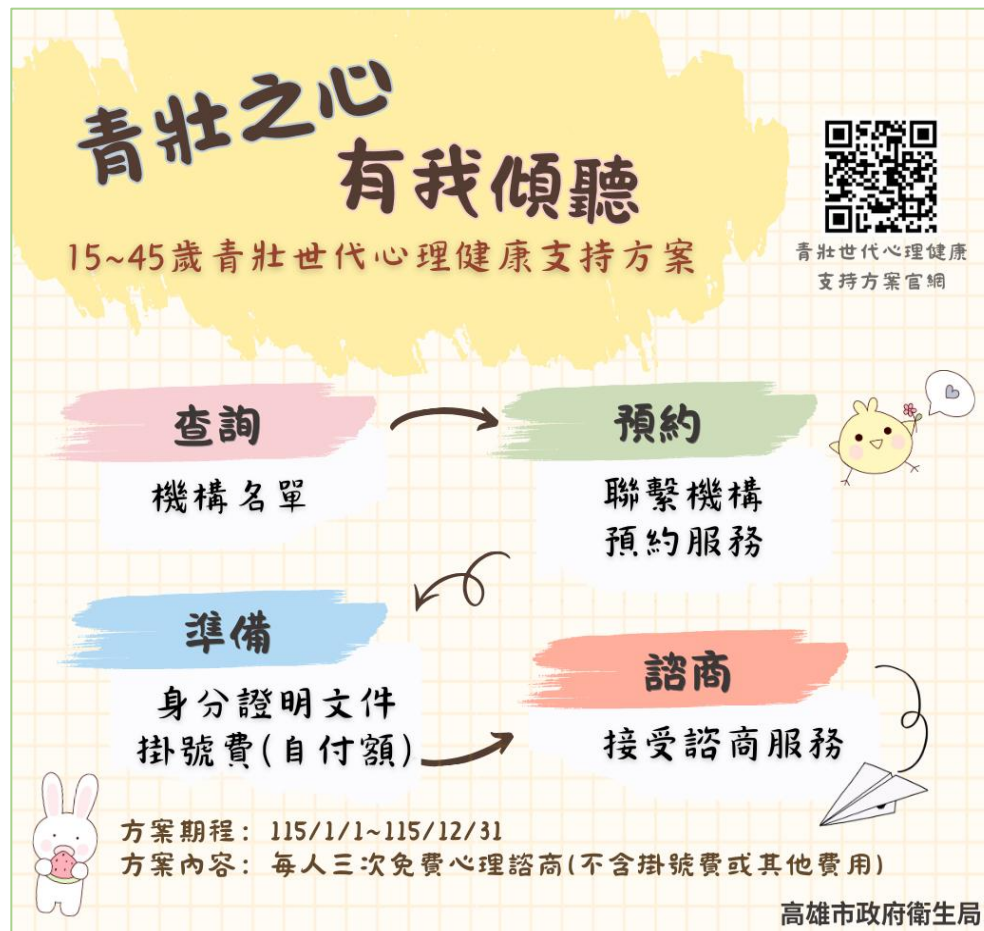 青壯之心
有我傾聽
15~45歲青壯世代心理健康支持方案
青壯世代心理健康
支持方案官網
查詢
機構名單
預約
聯繫機構
預約服務
準備
身分證明文件
掛號費(自付額)
諮商
接受諮商服務
方案期程：115/1/1~115/12/31
方案內容：每人三次免費心理諮商(不含掛號費或其他費用)
高雄市政府衛生局